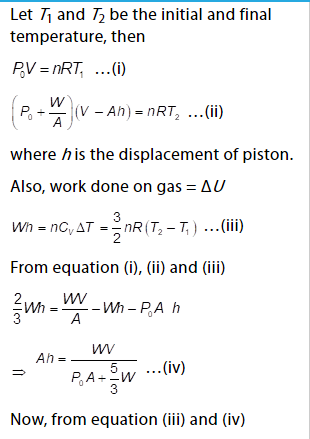 Let T₁ and T₂ be the initial and final
temperature, then
P₀V = nRT₁ ...(i)
(P₀ + W/A)(V – Ah) = nRT₂ ...(ii)
where h is the displacement of piston.
Also, work done on gas = ΔU
Wh = nCᵥ ΔT = 3/2 nR(T₂ – T₁) ...(iii)
From equation (i), (ii) and (iii)
2/3 Wh = WV/A – Wh – P₀A h
⇒ Ah = WV/(P₀A + 5/3 W) ...(iv)
Now, from equation (iii) and (iv)